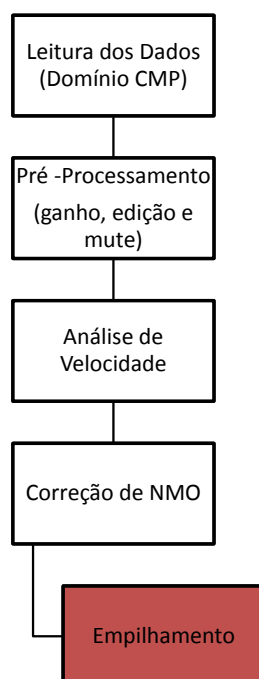 Leitura dos Dados
(Domínio CMP)
Pré -Processamento
(ganho, edição e
mute)
Análise de
Velocidade
Correção de NMO
Empilhamento